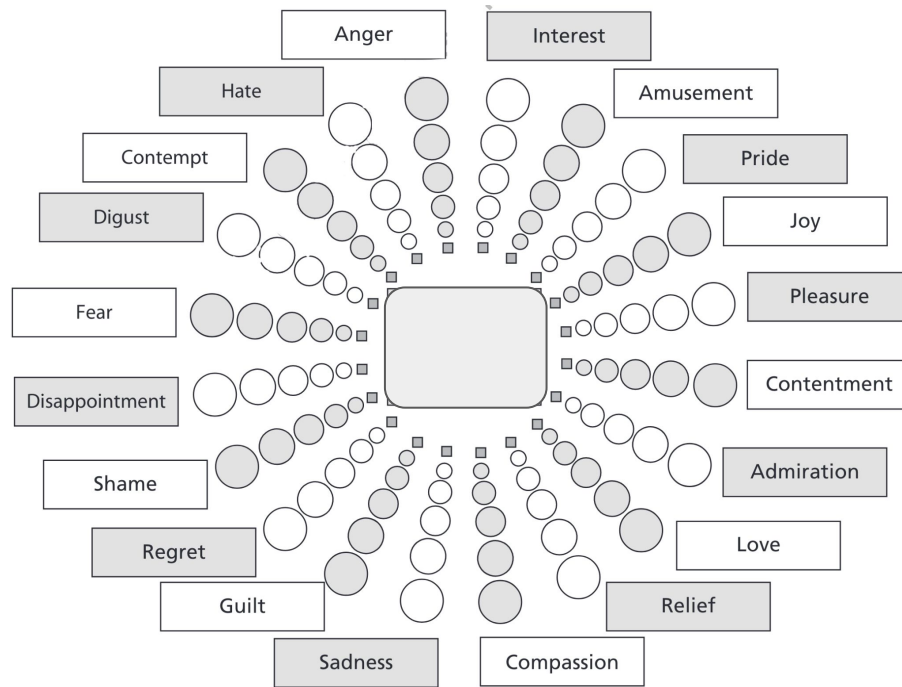 Anger
Interest
Hate
Amusement
Contempt
Pride
Digust
Joy
Fear
Pleasure
Disappointment
Contentment
Shame
Admiration
Regret
Love
Guilt
Relief
Sadness
Compassion